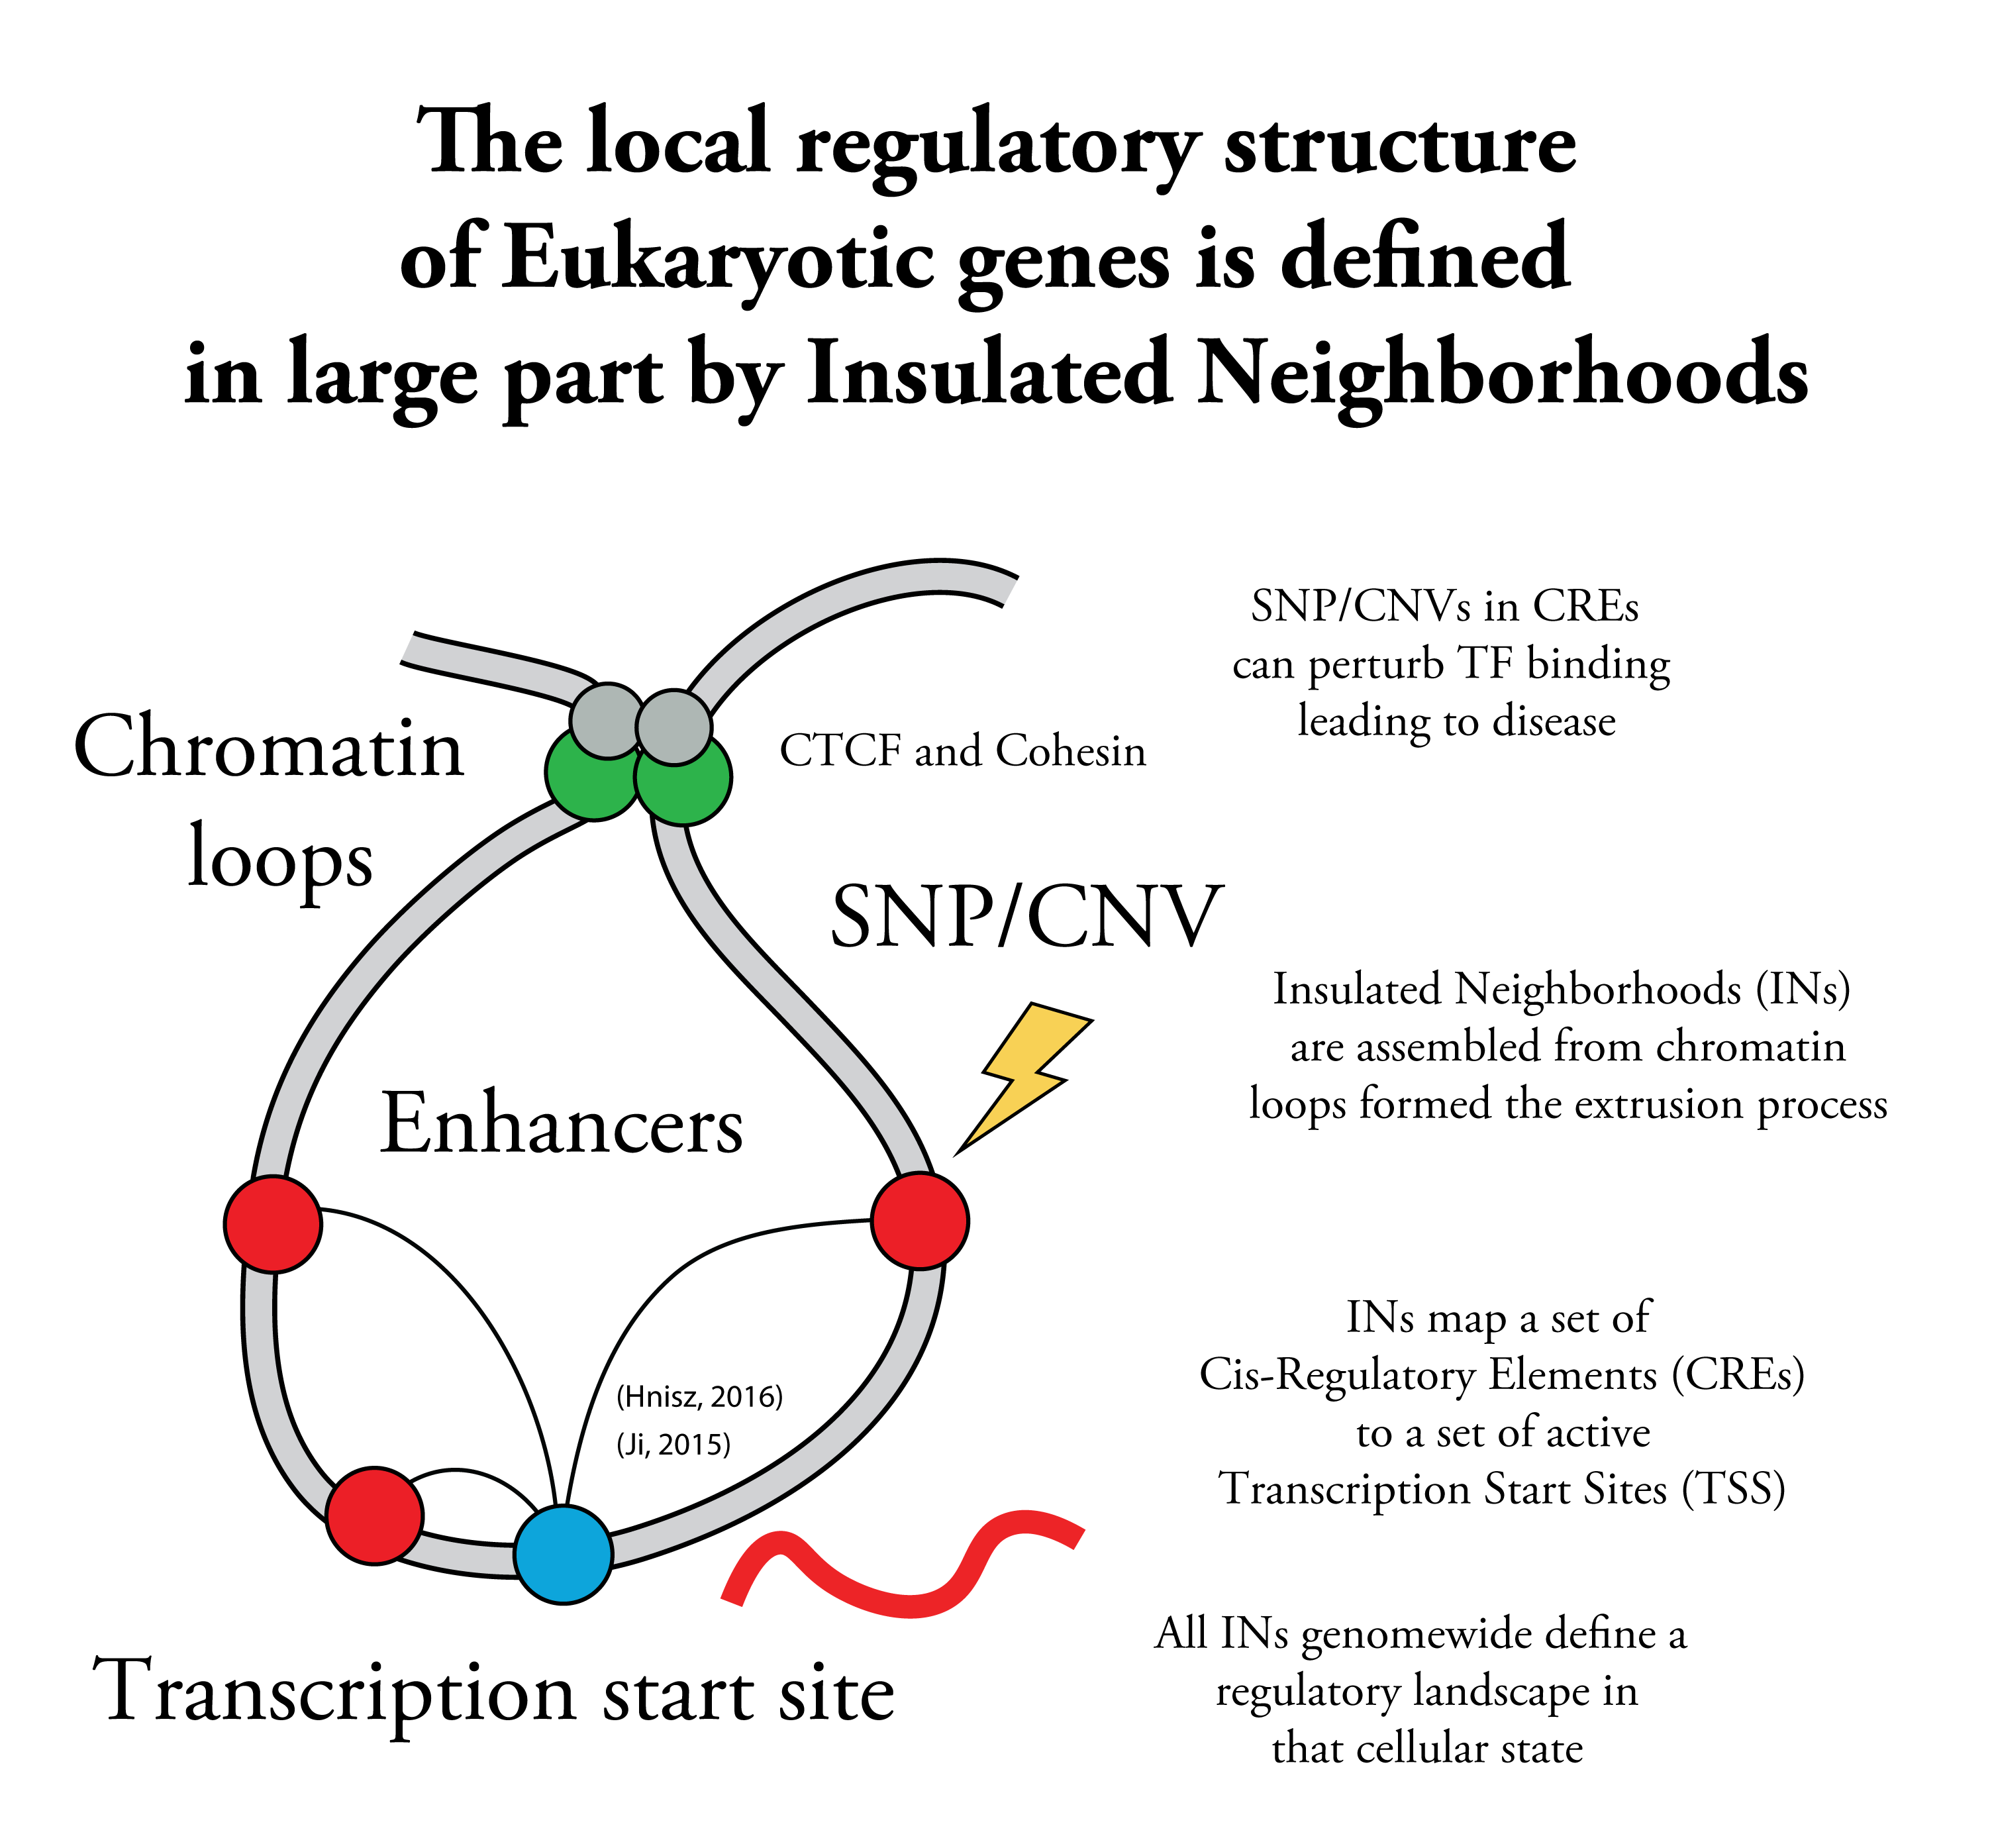 The local regulatory structure
of Eukaryotic genes is defined
in large part by Insulated Neighborhoods
Chromatin
loops
CTCF and Cohesin
SNP/CNV
Enhancers
(Hnisz, 2016)
(Ji, 2015)
Transcription start site
SNP/CNVs in CREs
can perturb TF binding
leading to disease
Insulated Neighborhoods (INs)
are assembled from chromatin
loops formed the extrusion process
INs map a set of
Cis-Regulatory Elements (CREs)
to a set of active
Transcription Start Sites (TSS)
All INs genomewide define a
regulatory landscape in
that cellular state